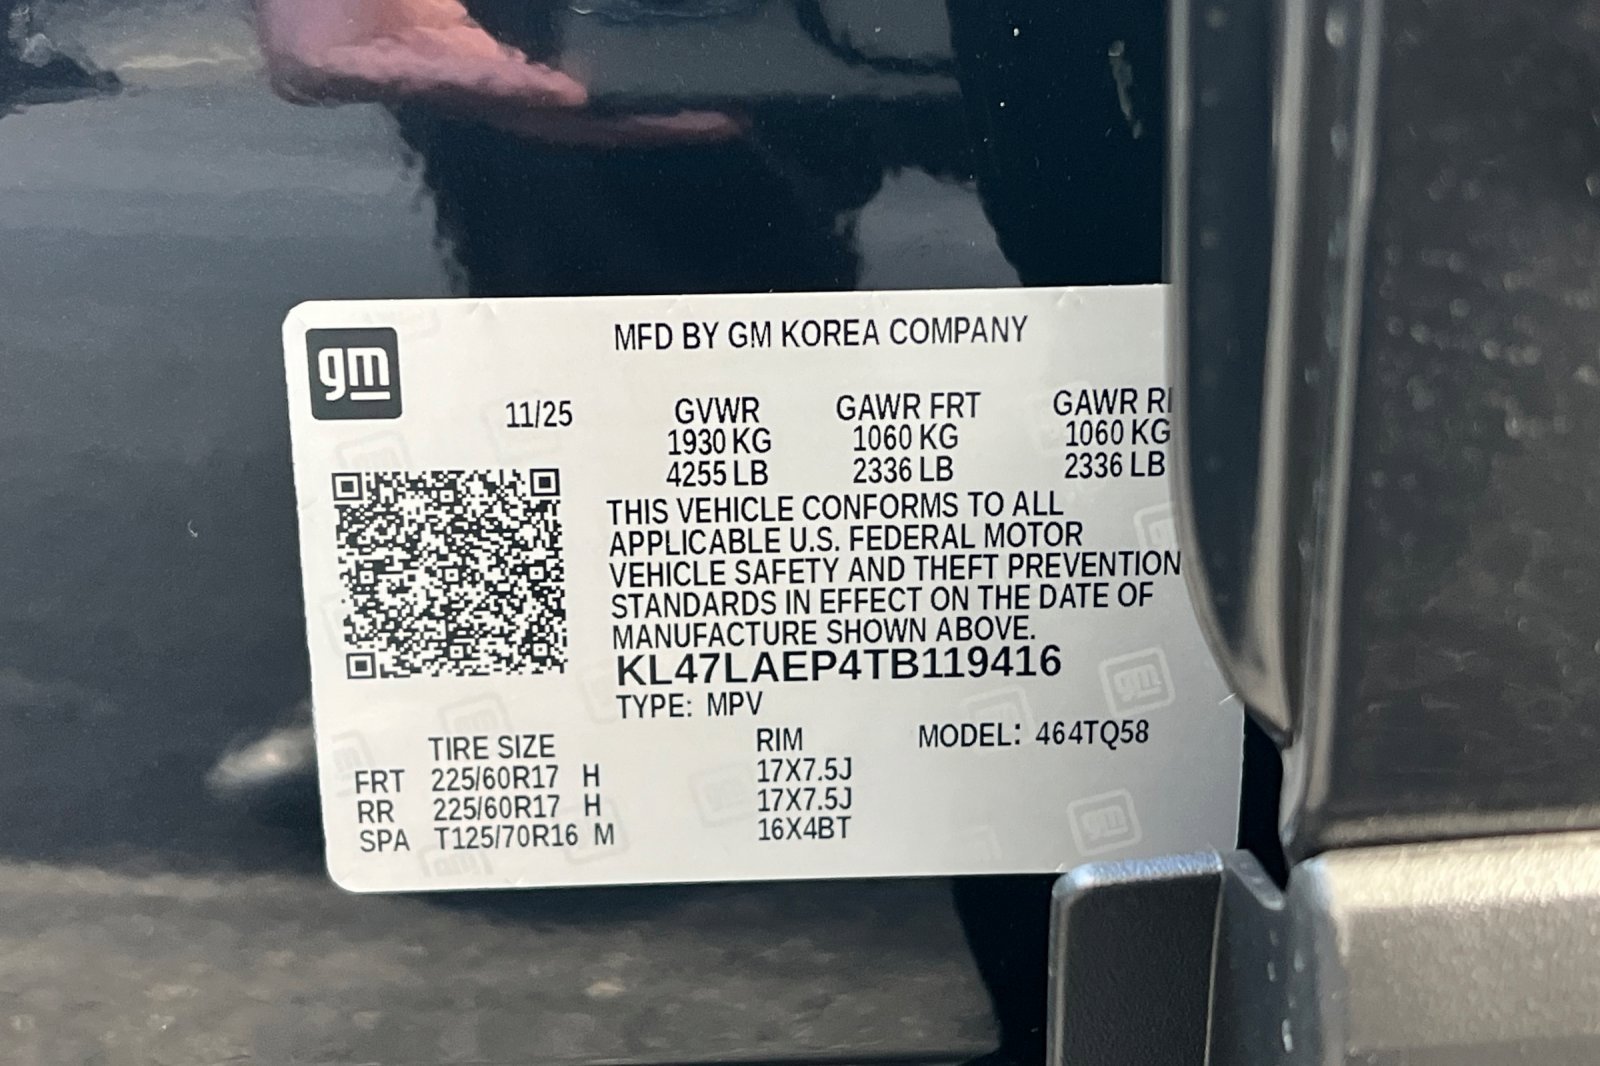 gm
MFD BY GM KOREA COMPANY
11/25 GVWR GAWR FRT GAWR
1930 KG 1060 KG 1060 KG
4255 LB 2336 LB 2336 LB
THIS VEHICLE CONFORMS TO ALL
APPLICABLE U.S. FEDERAL MOTOR
VEHICLE SAFETY AND THEFT PREVENTION
STANDARDS IN EFFECT ON THE DATE OF
MANUFACTURE SHOWN ABOVE.
KL47LAEP4TB119416
TYPE: MPV
TIRE SIZE RIM MODEL: 464TQ58
FRT 225/60R17 H 17X7.5J
RR 225/60R17 H 17X7.5J
SPA T125/70R16 M 16X4BT